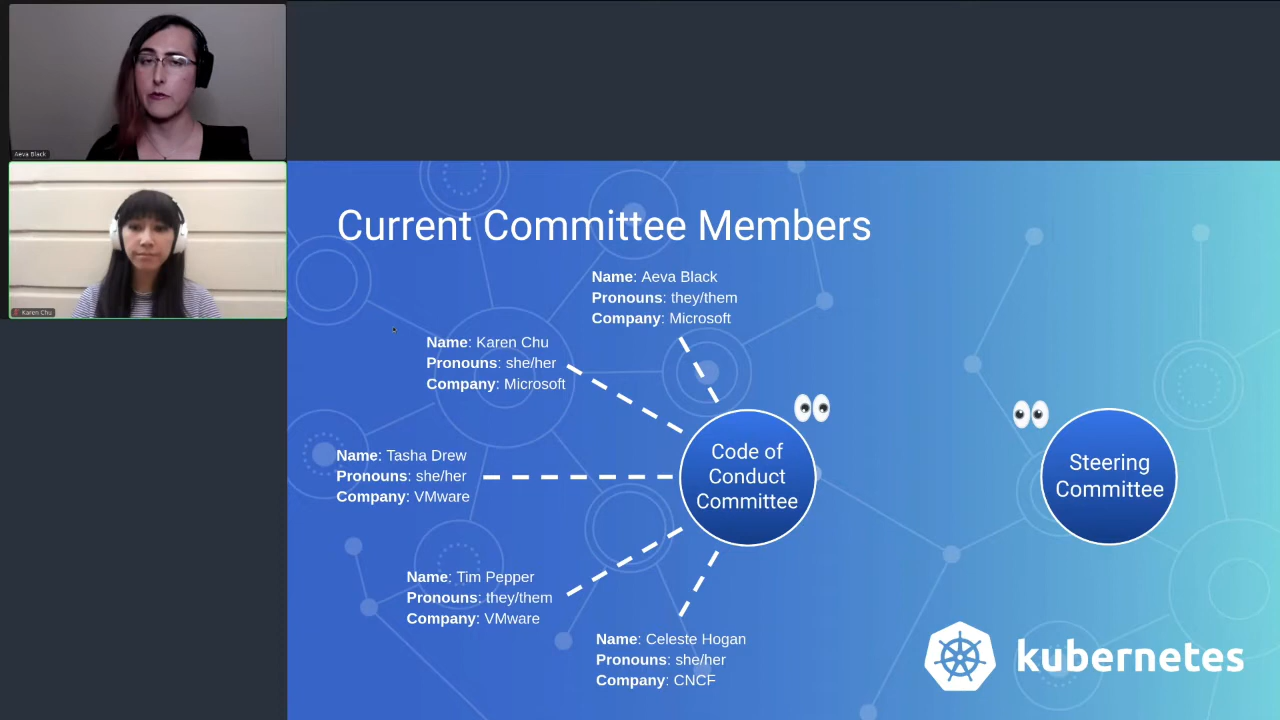 Aeva Black
Karen Chu
Current Committee Members
Name: Aeva Black
Pronouns: they/them
Company: Microsoft
Name: Karen Chu
Pronouns: she/her
Company: Microsoft
Name: Tasha Drew
Pronouns: she/her
Company: VMware
Name: Tim Pepper
Pronouns: they/them
Company: VMware
Name: Celeste Hogan
Pronouns: she/her
Company: CNCF
Code of
Conduct
Committee
Steering
Committee
kubernetes